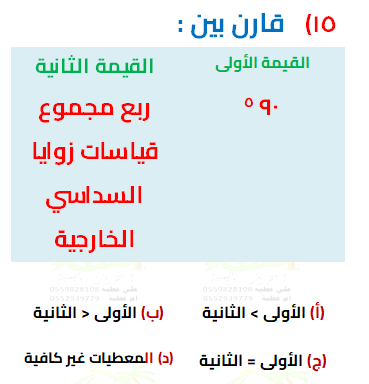 ١٥) قارن بين :
القيمة الأولى القيمة الثانية
٩٠ ° ربع مجموع
قياسات زوايا
السداسي
الخارجية
(أ) الأولى > الثانية (ب) الأولى < الثانية
(ج) الأولى = الثانية (د) المعطيات غير كافية